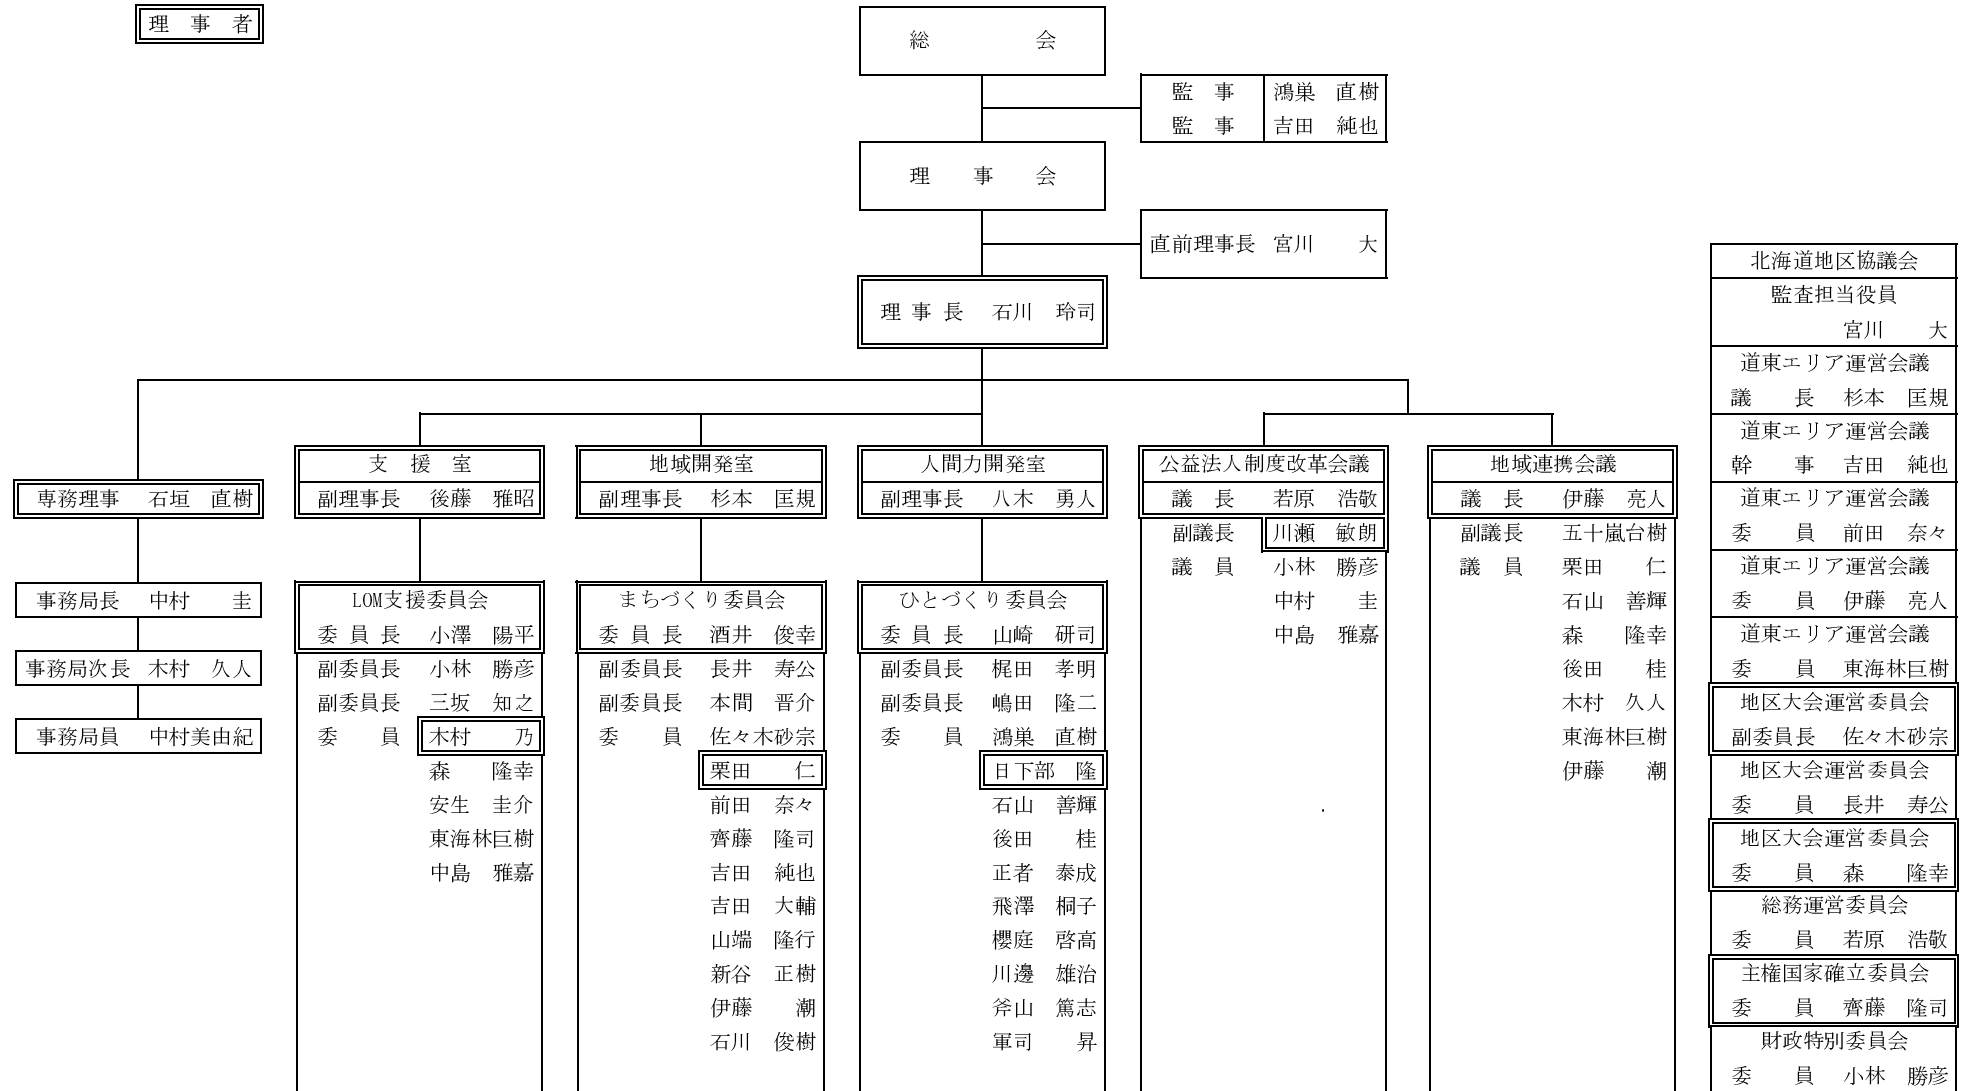 理　事　者
総　会
監　事　鴻巣　直樹
監　事　吉田　純也
理　事　会
直前理事長　宮川　大
理 事 長　石川　玲司
専務理事　石垣　直樹
事務局長　中村　圭
事務局次長　木村　久人
事務局員　中村美由紀
支　援　室
副理事長　後藤　雅昭
LOM支援委員会
委 員 長　小澤　陽平
副委員長　小林　勝彦
副委員長　三坂　知之
委　員　木村　乃
森　隆幸
安生　圭介
東海林巨樹
中島　雅嘉
地域開発室
副理事長　杉本　匡規
まちづくり委員会
委 員 長　酒井　俊幸
副委員長　長井　寿公
副委員長　本間　晋介
委　員　佐々木砂宗
栗田　仁
前田　奈々
齊藤　隆司
吉田　純也
吉田　大輔
山端　隆行
新谷　正樹
伊藤　潮
石川　俊樹
人間力開発室
副理事長　八木　勇人
ひとづくり委員会
委 員 長　山崎　研司
副委員長　梶田　孝明
副委員長　嶋田　隆二
委　員　鴻巣　直樹
日下部　隆
石山　善輝
後田　桂
正者　泰成
飛澤　桐子
櫻庭　啓高
川邊　雄治
斧山　篤志
軍司　昇
公益法人制度改革会議
議　長　若原　浩敬
副議長　川瀬　敏朗
議　員　小林　勝彦
中村　圭
中島　雅嘉
地域連携会議
議　長　伊藤　亮人
副議長　五十嵐台樹
議　員　栗田　仁
石山　善輝
森　隆幸
後田　桂
木村　久人
東海林巨樹
伊藤　潮
北海道地区協議会
監査担当役員
宮川　大
道東エリア運営会議
議　長　杉本　匡規
道東エリア運営会議
幹　事　吉田　純也
道東エリア運営会議
委　員　前田　奈々
道東エリア運営会議
委　員　伊藤　亮人
道東エリア運営会議
委　員　東海林巨樹
地区大会運営委員会
副委員長　佐々木砂宗
地区大会運営委員会
委　員　長井　寿公
地区大会運営委員会
委　員　森　隆幸
総務運営委員会
委　員　若原　浩敬
主権国家確立委員会
委　員　齊藤　隆司
財政特別委員会
委　員　小林　勝彦